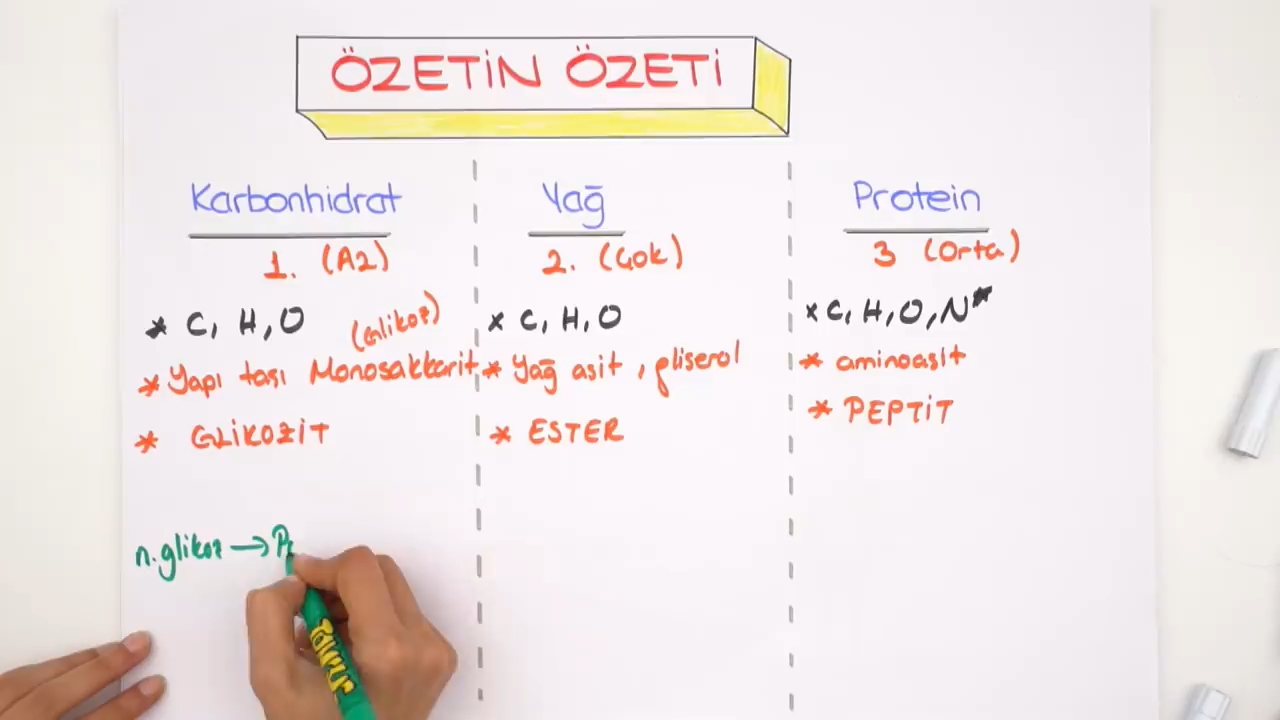 ÖZETİN ÖZETİ
Karbonhidrat
1. (Az)
* C, H, O
(Glikoz)
* Yapı taşı Monosakkarit
* GLİKOZİT
n.glikoz → P
Yağ
2. (Çok)
* C, H, O
* Yağ asit, gliserol
* ESTER
Protein
3 (Orta)
* C, H, O, N*
* aminoasit
* PEPTİT